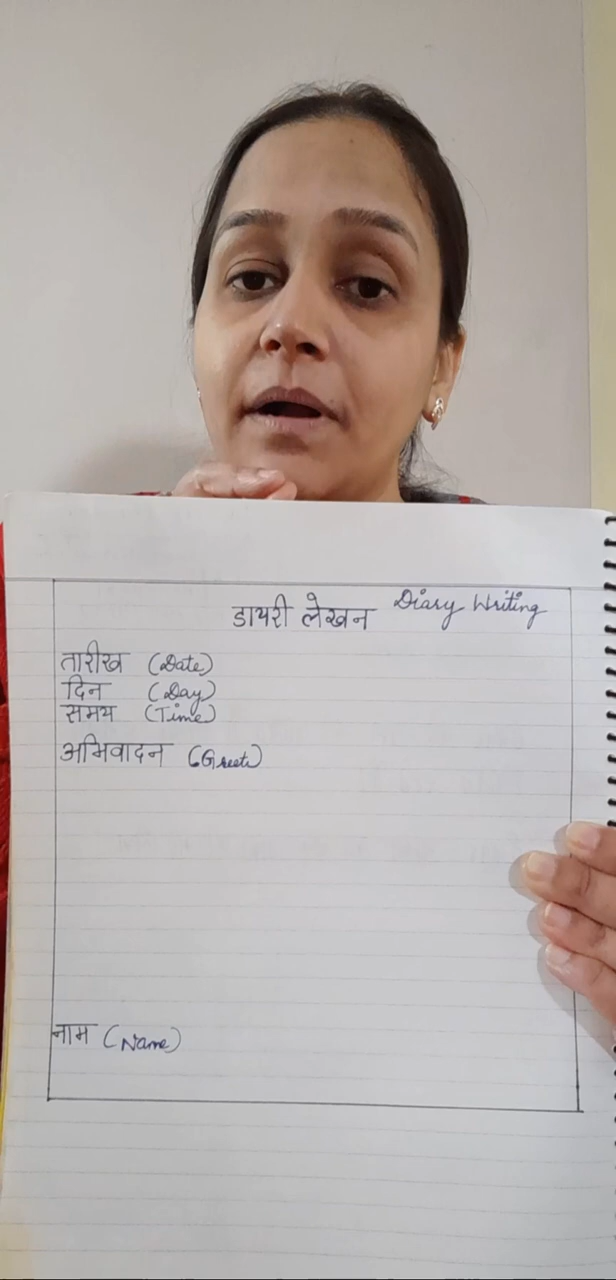 डायरी लेखन Diary Writing
तारीख (Date)
दिन (Day)
समय (Time)
अभिवादन (Greet)
नाम (Name)